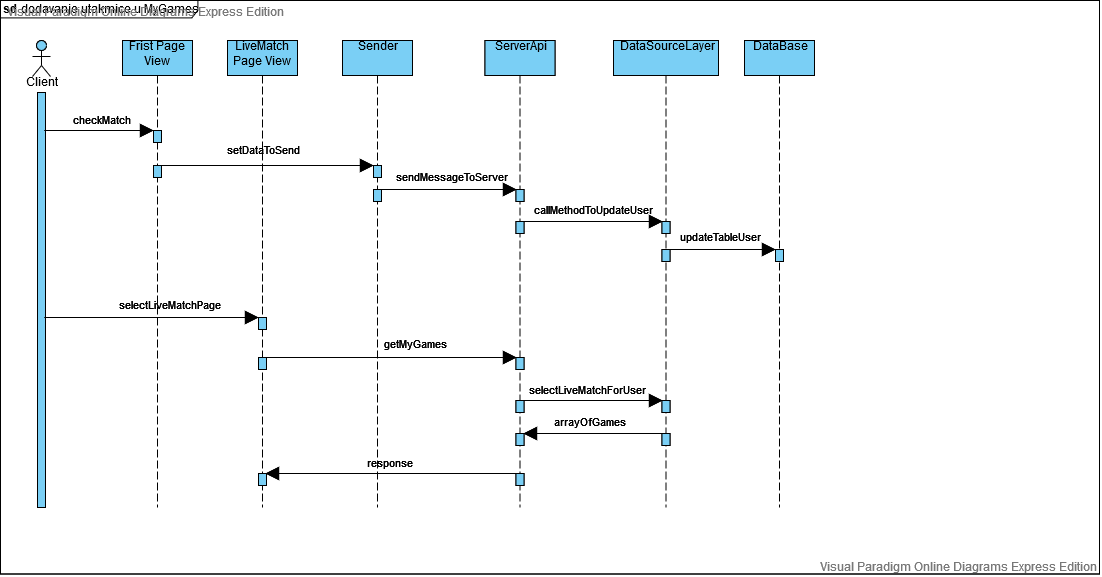 sd dodavanje utakmice u MyGames
Visual Paradigm Online Diagrams Express Edition
Client
Frist Page
View
LiveMatch
Page View
Sender
ServerApi
DataSourceLayer
DataBase
checkMatch
setDataToSend
sendMessageToServer
callMethodToUpdateUser
updateTableUser
selectLiveMatchPage
getMyGames
selectLiveMatchForUser
arrayOfGames
response
Visual Paradigm Online Diagrams Express Edition